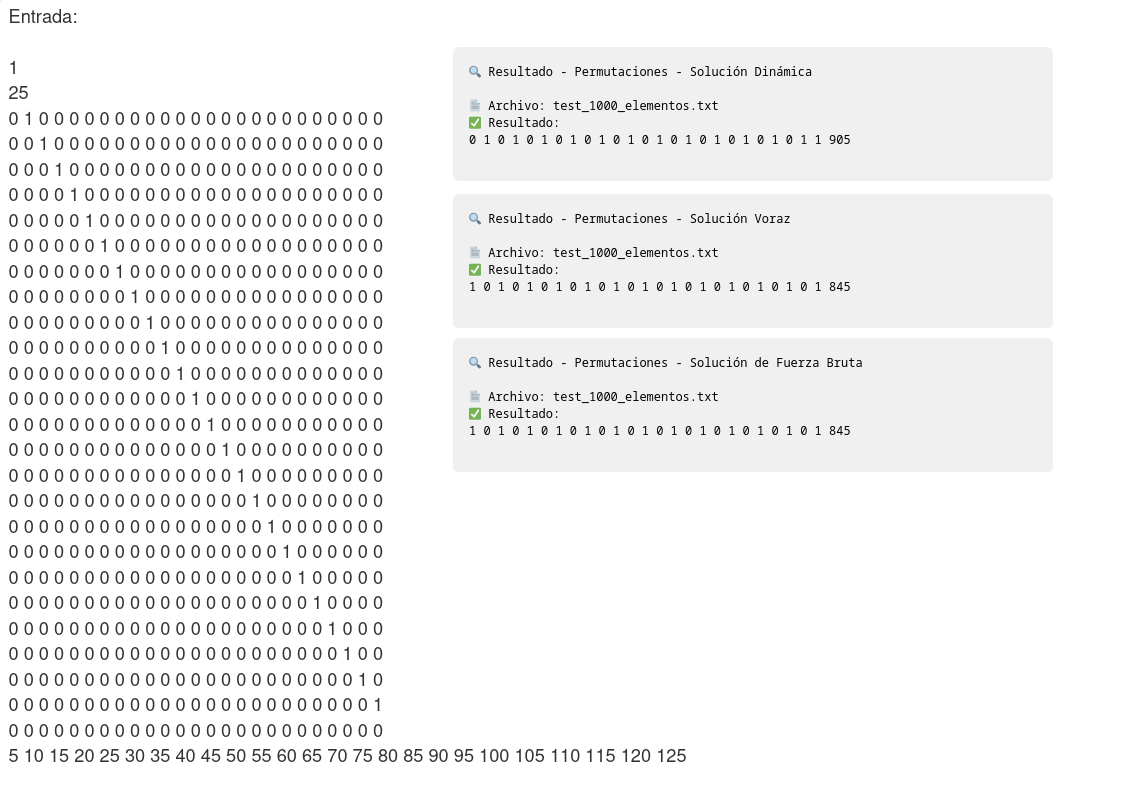 Entrada:
1
25
0 1 0 0 0 0 0 0 0 0 0 0 0 0 0 0 0 0 0 0 0 0 0 0 0
0 0 1 0 0 0 0 0 0 0 0 0 0 0 0 0 0 0 0 0 0 0 0 0 0
0 0 0 1 0 0 0 0 0 0 0 0 0 0 0 0 0 0 0 0 0 0 0 0 0
0 0 0 0 1 0 0 0 0 0 0 0 0 0 0 0 0 0 0 0 0 0 0 0 0
0 0 0 0 0 1 0 0 0 0 0 0 0 0 0 0 0 0 0 0 0 0 0 0 0
0 0 0 0 0 0 1 0 0 0 0 0 0 0 0 0 0 0 0 0 0 0 0 0 0
0 0 0 0 0 0 0 1 0 0 0 0 0 0 0 0 0 0 0 0 0 0 0 0 0
0 0 0 0 0 0 0 0 1 0 0 0 0 0 0 0 0 0 0 0 0 0 0 0 0
0 0 0 0 0 0 0 0 0 1 0 0 0 0 0 0 0 0 0 0 0 0 0 0 0
0 0 0 0 0 0 0 0 0 0 1 0 0 0 0 0 0 0 0 0 0 0 0 0 0
0 0 0 0 0 0 0 0 0 0 0 1 0 0 0 0 0 0 0 0 0 0 0 0 0
0 0 0 0 0 0 0 0 0 0 0 0 1 0 0 0 0 0 0 0 0 0 0 0 0
0 0 0 0 0 0 0 0 0 0 0 0 0 1 0 0 0 0 0 0 0 0 0 0 0
0 0 0 0 0 0 0 0 0 0 0 0 0 0 1 0 0 0 0 0 0 0 0 0 0
0 0 0 0 0 0 0 0 0 0 0 0 0 0 0 1 0 0 0 0 0 0 0 0 0
0 0 0 0 0 0 0 0 0 0 0 0 0 0 0 0 1 0 0 0 0 0 0 0 0
0 0 0 0 0 0 0 0 0 0 0 0 0 0 0 0 0 1 0 0 0 0 0 0 0
0 0 0 0 0 0 0 0 0 0 0 0 0 0 0 0 0 0 1 0 0 0 0 0 0
0 0 0 0 0 0 0 0 0 0 0 0 0 0 0 0 0 0 0 1 0 0 0 0 0
0 0 0 0 0 0 0 0 0 0 0 0 0 0 0 0 0 0 0 0 1 0 0 0 0
0 0 0 0 0 0 0 0 0 0 0 0 0 0 0 0 0 0 0 0 0 1 0 0 0
0 0 0 0 0 0 0 0 0 0 0 0 0 0 0 0 0 0 0 0 0 0 1 0 0
0 0 0 0 0 0 0 0 0 0 0 0 0 0 0 0 0 0 0 0 0 0 0 1 0
0 0 0 0 0 0 0 0 0 0 0 0 0 0 0 0 0 0 0 0 0 0 0 0 1
0 0 0 0 0 0 0 0 0 0 0 0 0 0 0 0 0 0 0 0 0 0 0 0 0
5 10 15 20 25 30 35 40 45 50 55 60 65 70 75 80 85 90 95 100 105 110 115 120 125
🔍 Resultado - Permutaciones - Solución Dinámica
📄 Archivo: test_1000_elementos.txt
✅ Resultado:
0 1 0 1 0 1 0 1 0 1 0 1 0 1 0 1 0 1 0 1 0 1 0 1 1 905
🔍 Resultado - Permutaciones - Solución Voraz
📄 Archivo: test_1000_elementos.txt
✅ Resultado:
1 0 1 0 1 0 1 0 1 0 1 0 1 0 1 0 1 0 1 0 1 0 1 0 1 845
🔍 Resultado - Permutaciones - Solución de Fuerza Bruta
📄 Archivo: test_1000_elementos.txt
✅ Resultado:
1 0 1 0 1 0 1 0 1 0 1 0 1 0 1 0 1 0 1 0 1 0 1 0 1 845